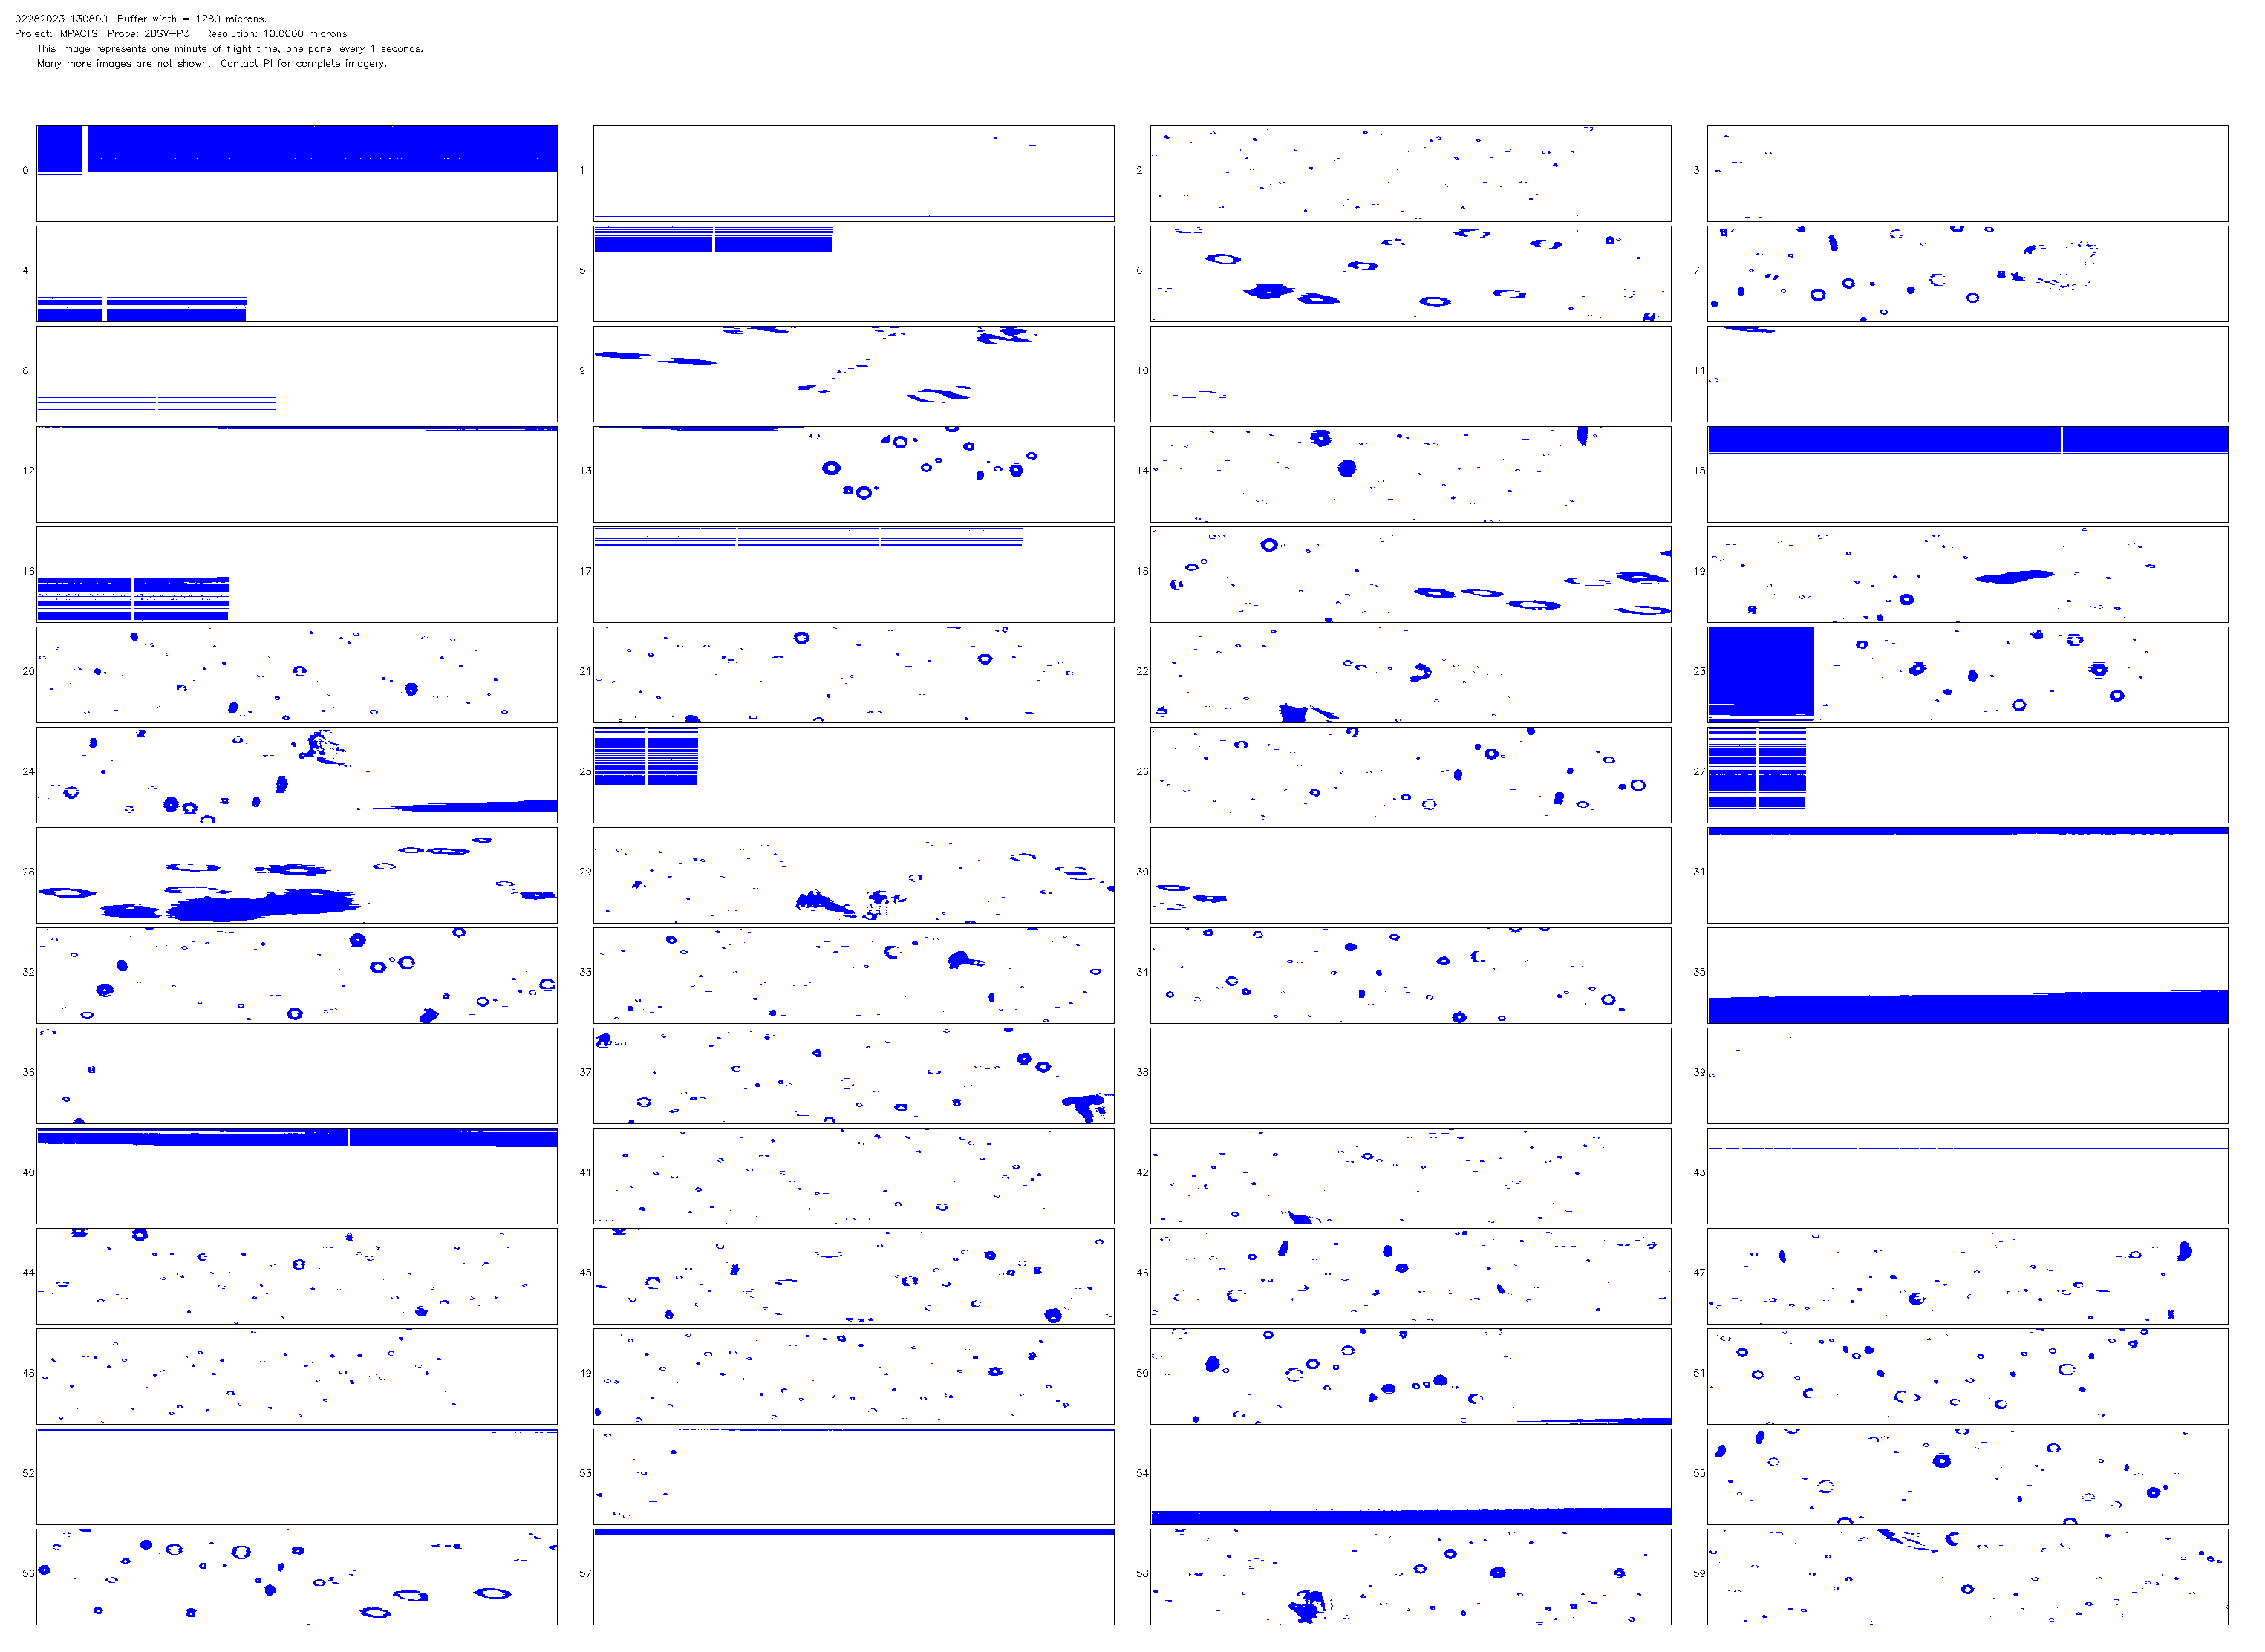 02282023 130800 Buffer width = 1280 microns.
Project: IMPACTS Probe: 2DSV-P3 Resolution: 10.0000 microns
This image represents one minute of flight time, one panel every 1 seconds.
Many more images are not shown. Contact PI for complete imagery.
0 1 2 3
4 5 6 7
8 9 10 11
12 13 14 15
16 17 18 19
20 21 22 23
24 25 26 27
28 29 30 31
32 33 34 35
36 37 38 39
40 41 42 43
44 45 46 47
48 49 50 51
52 53 54 55
56 57 58 59